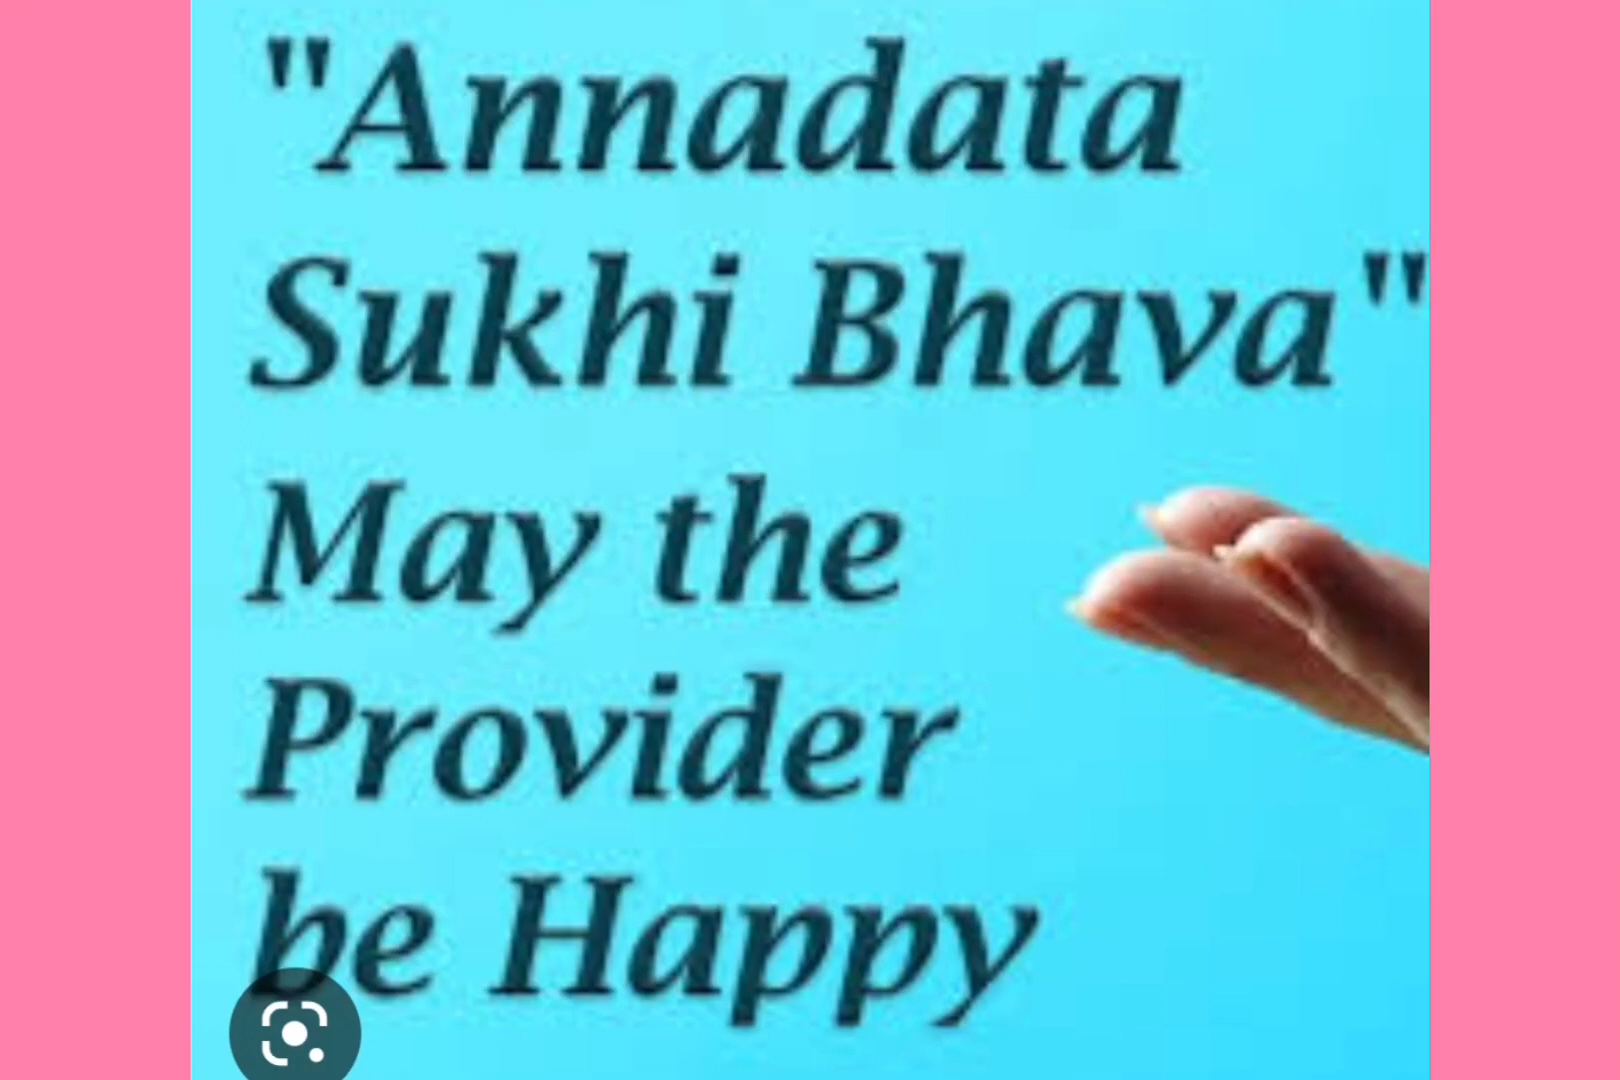 "Annadata
Sukhi Bhava"
May the
Provider
be Happy